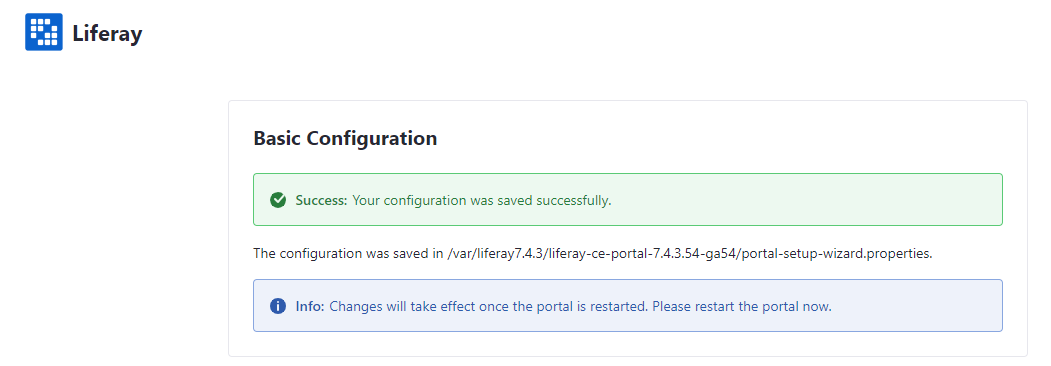 Liferay
Basic Configuration
Success: Your configuration was saved successfully.
The configuration was saved in /var/liferay7.4.3/liferay-ce-portal-7.4.3.54-ga54/portal-setup-wizard.properties.
Info: Changes will take effect once the portal is restarted. Please restart the portal now.